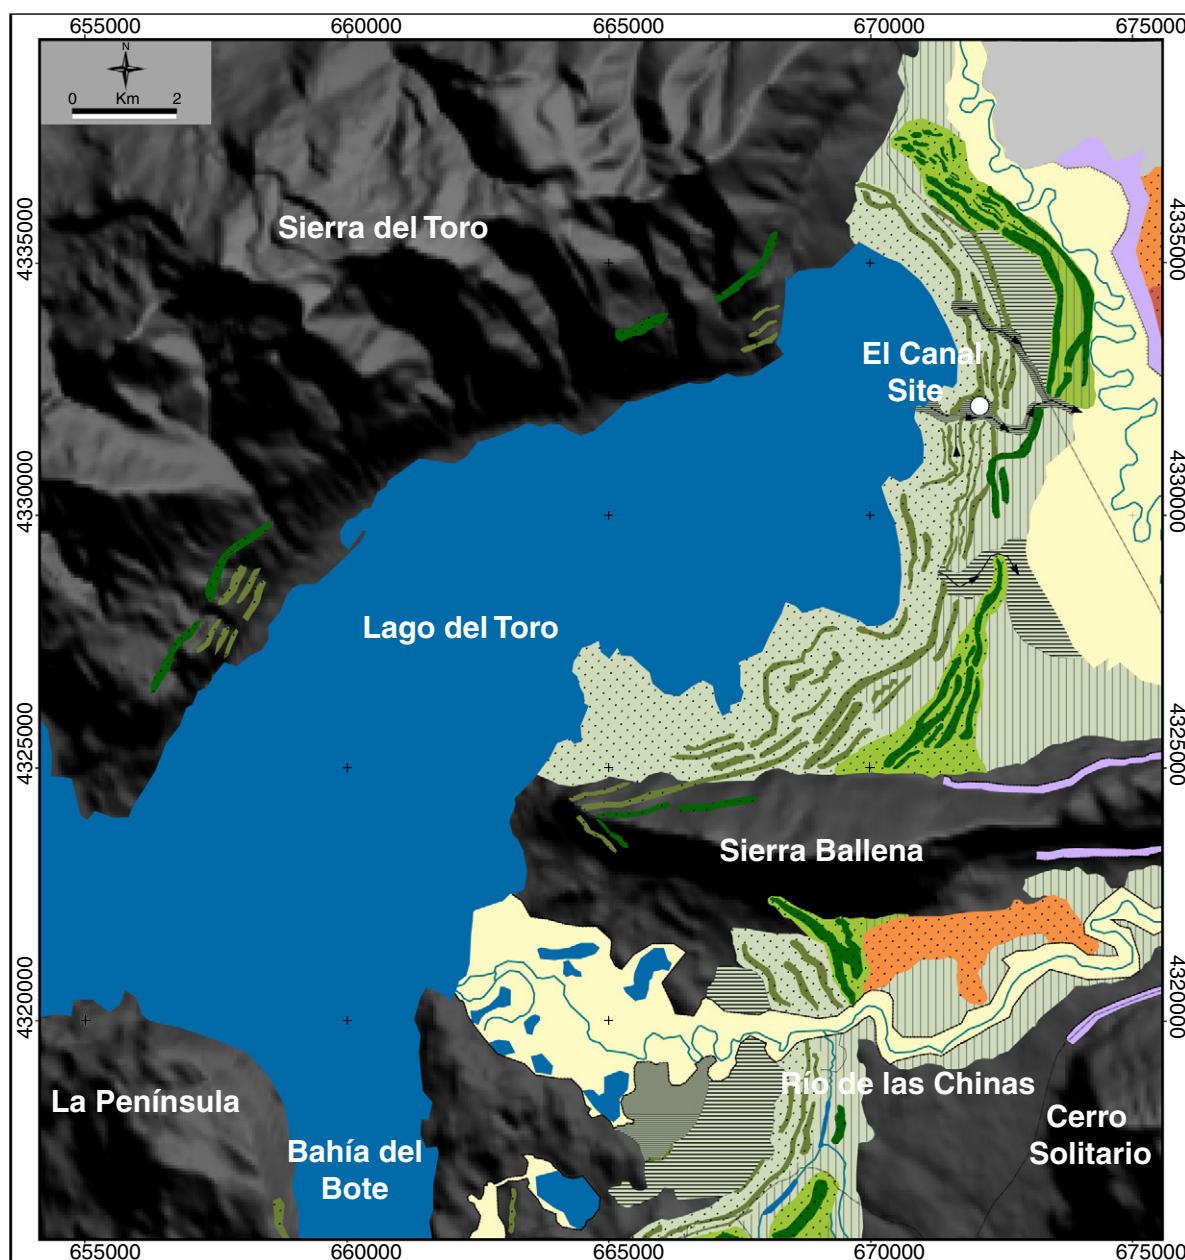 655000 660000 665000 670000 675000
N
0 Km 2
4335000
4335000
Sierra del Toro
El Canal
Site
4330000
4330000
Lago del Toro
4325000
4325000
Sierra Ballena
4320000
4320000
La Península
Río de las Chinas
Cerro
Solitario
Bahía del
Bote
655000 660000 665000 670000 675000